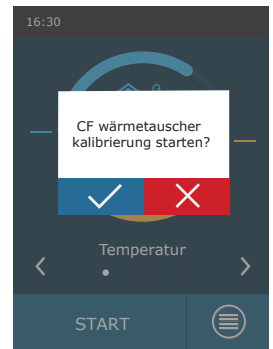 16:30
CF wärmetauscher
kalibrierung starten?
Temperatur
START